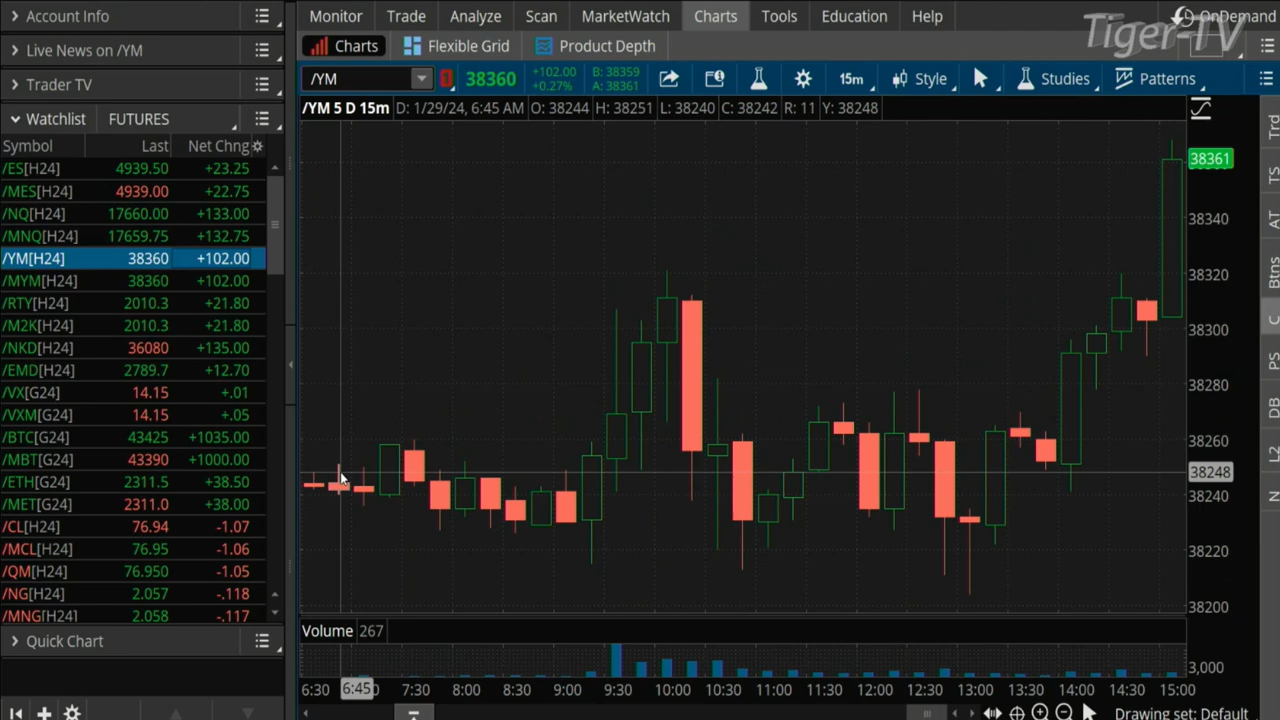 Account Info
Live News on /YM
Trader TV
Watchlist FUTURES
Symbol Last Net Chng
/ES[H24] 4939.50 +23.25
/MES[H24] 4939.00 +22.75
/NQ[H24] 17660.00 +133.00
/MNQ[H24] 17659.75 +132.75
/YM[H24] 38360 +102.00
/MYM[H24] 38360 +102.00
/RTY[H24] 2010.3 +21.80
/M2K[H24] 2010.3 +21.80
/NKD[H24] 36080 +135.00
/EMD[H24] 2789.7 +12.70
/VX[G24] 14.15 +.01
/VXM[G24] 14.15 +.05
/BTC[G24] 43425 +1035.00
/MBT[G24] 43390 +1000.00
/ETH[G24] 2311.5 +38.50
/MET[G24] 2311.0 +38.00
/CL[H24] 76.94 -1.07
/MCL[H24] 76.95 -1.06
/QM[H24] 76.950 -1.05
/NG[H24] 2.057 -.118
/MNG[H24] 2.058 -.117
Quick Chart
Monitor Trade Analyze Scan MarketWatch Charts Tools Education Help OnDemand
Tiger-TV
Charts Flexible Grid Product Depth
/YM 1 38360 +102.00 +0.27% B: 38359 A: 38361 15m Style Studies Patterns
/YM 5 D 15m D: 1/29/24, 6:45 AM O: 38244 H: 38251 L: 38240 C: 38242 R: 11 Y: 38248
38361
38340
38320
38300
38280
38260
38248
38240
38220
38200
Volume 267
3,000
6:30 6:45 7:30 8:00 8:30 9:00 9:30 10:00 10:30 11:00 11:30 12:00 12:30 13:00 13:30 14:00 14:30 15:00
Drawing set: Default
Trd
TS
AT
Btns
C
PS
DB
L2
N